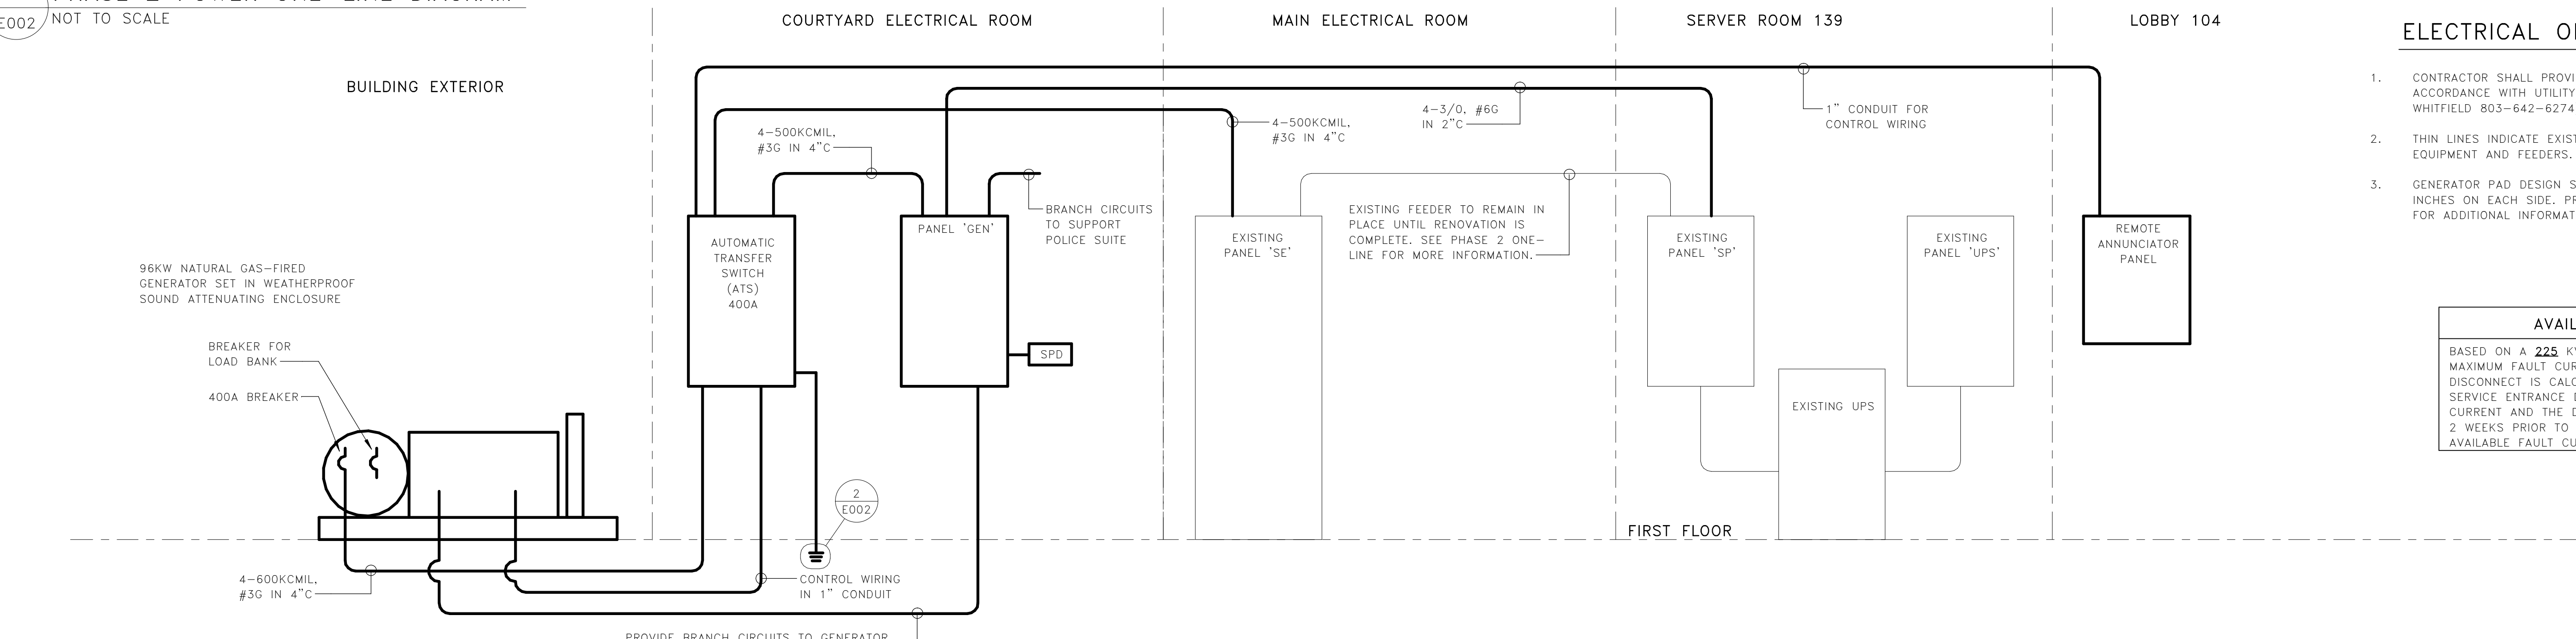 E002
NOT TO SCALE
BUILDING EXTERIOR
COURTYARD ELECTRICAL ROOM
MAIN ELECTRICAL ROOM
SERVER ROOM 139
LOBBY 104
96KW NATURAL GAS-FIRED
GENERATOR SET IN WEATHERPROOF
SOUND ATTENUATING ENCLOSURE
BREAKER FOR
LOAD BANK
400A BREAKER
4-600KCMIL,
#3G IN 4"C
4-500KCMIL,
#3G IN 4"C
AUTOMATIC
TRANSFER
SWITCH
(ATS)
400A
PANEL 'GEN'
SPD
BRANCH CIRCUITS
TO SUPPORT
POLICE SUITE
2
E002
CONTROL WIRING
IN 1" CONDUIT
PROVIDE BRANCH CIRCUITS TO GENERATOR
4-500KCMIL,
#3G IN 4"C
4-3/0, #6G
IN 2"C
EXISTING
PANEL 'SE'
EXISTING FEEDER TO REMAIN IN
PLACE UNTIL RENOVATION IS
COMPLETE. SEE PHASE 2 ONE-
LINE FOR MORE INFORMATION.
1" CONDUIT FOR
CONTROL WIRING
EXISTING
PANEL 'SP'
EXISTING
PANEL 'UPS'
EXISTING UPS
FIRST FLOOR
REMOTE
ANNUNCIATOR
PANEL
ELECTRICAL
1. CONTRACTOR SHALL
ACCORDANCE WITH UTILITY
WHITFIELD 803-642-6274
2. THIN LINES INDICATE
EQUIPMENT AND FEEDERS.
3. GENERATOR PAD DESIGN
INCHES ON EACH SIDE.
FOR ADDITIONAL
BASED ON A 225
MAXIMUM FAULT
DISCONNECT IS
SERVICE ENTRANCE
CURRENT AND THE
2 WEEKS PRIOR TO
AVAILABLE FAULT